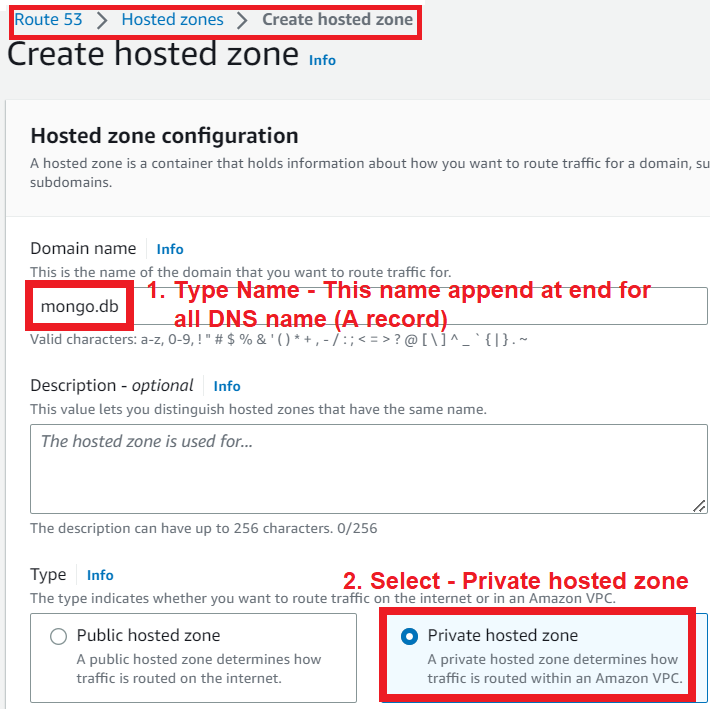 Route 53 > Hosted zones > Create hosted zone
Create hosted zone Info
Hosted zone configuration
A hosted zone is a container that holds information about how you want to route traffic for a domain, su
subdomains.
Domain name Info
This is the name of the domain that you want to route traffic for.
1. Type Name - This name append at end for
mongo.db
all DNS name (A record)
Valid characters: a-z, 0-9, ! " # $ % & ' ( ) * + , - / : ; < = > ? @ [ \ ] ^ _ ` { | } . ~
Description - optional Info
This value lets you distinguish hosted zones that have the same name.
The hosted zone is used for...
The description can have up to 256 characters. 0/256
Type Info
2. Select - Private hosted zone
The type indicates whether you want to route traffic on the internet or in an Amazon VPC.
Public hosted zone
A public hosted zone determines how
traffic is routed on the internet.
Private hosted zone
A private hosted zone determines how
traffic is routed within an Amazon VPC.